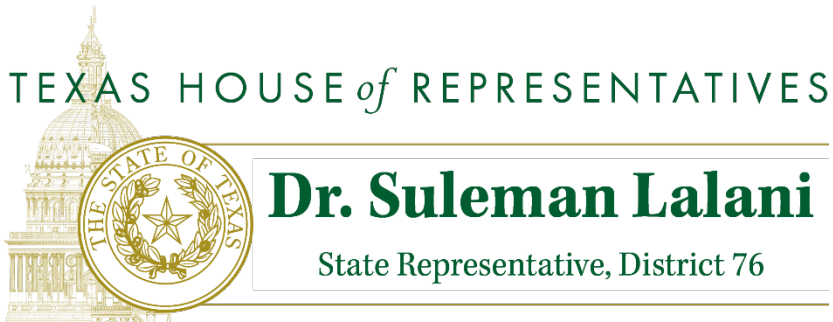 TEXAS HOUSE of REPRESENTATIVES
THE STATE OF TEXAS
Dr. Suleman Lalani
State Representative, District 76